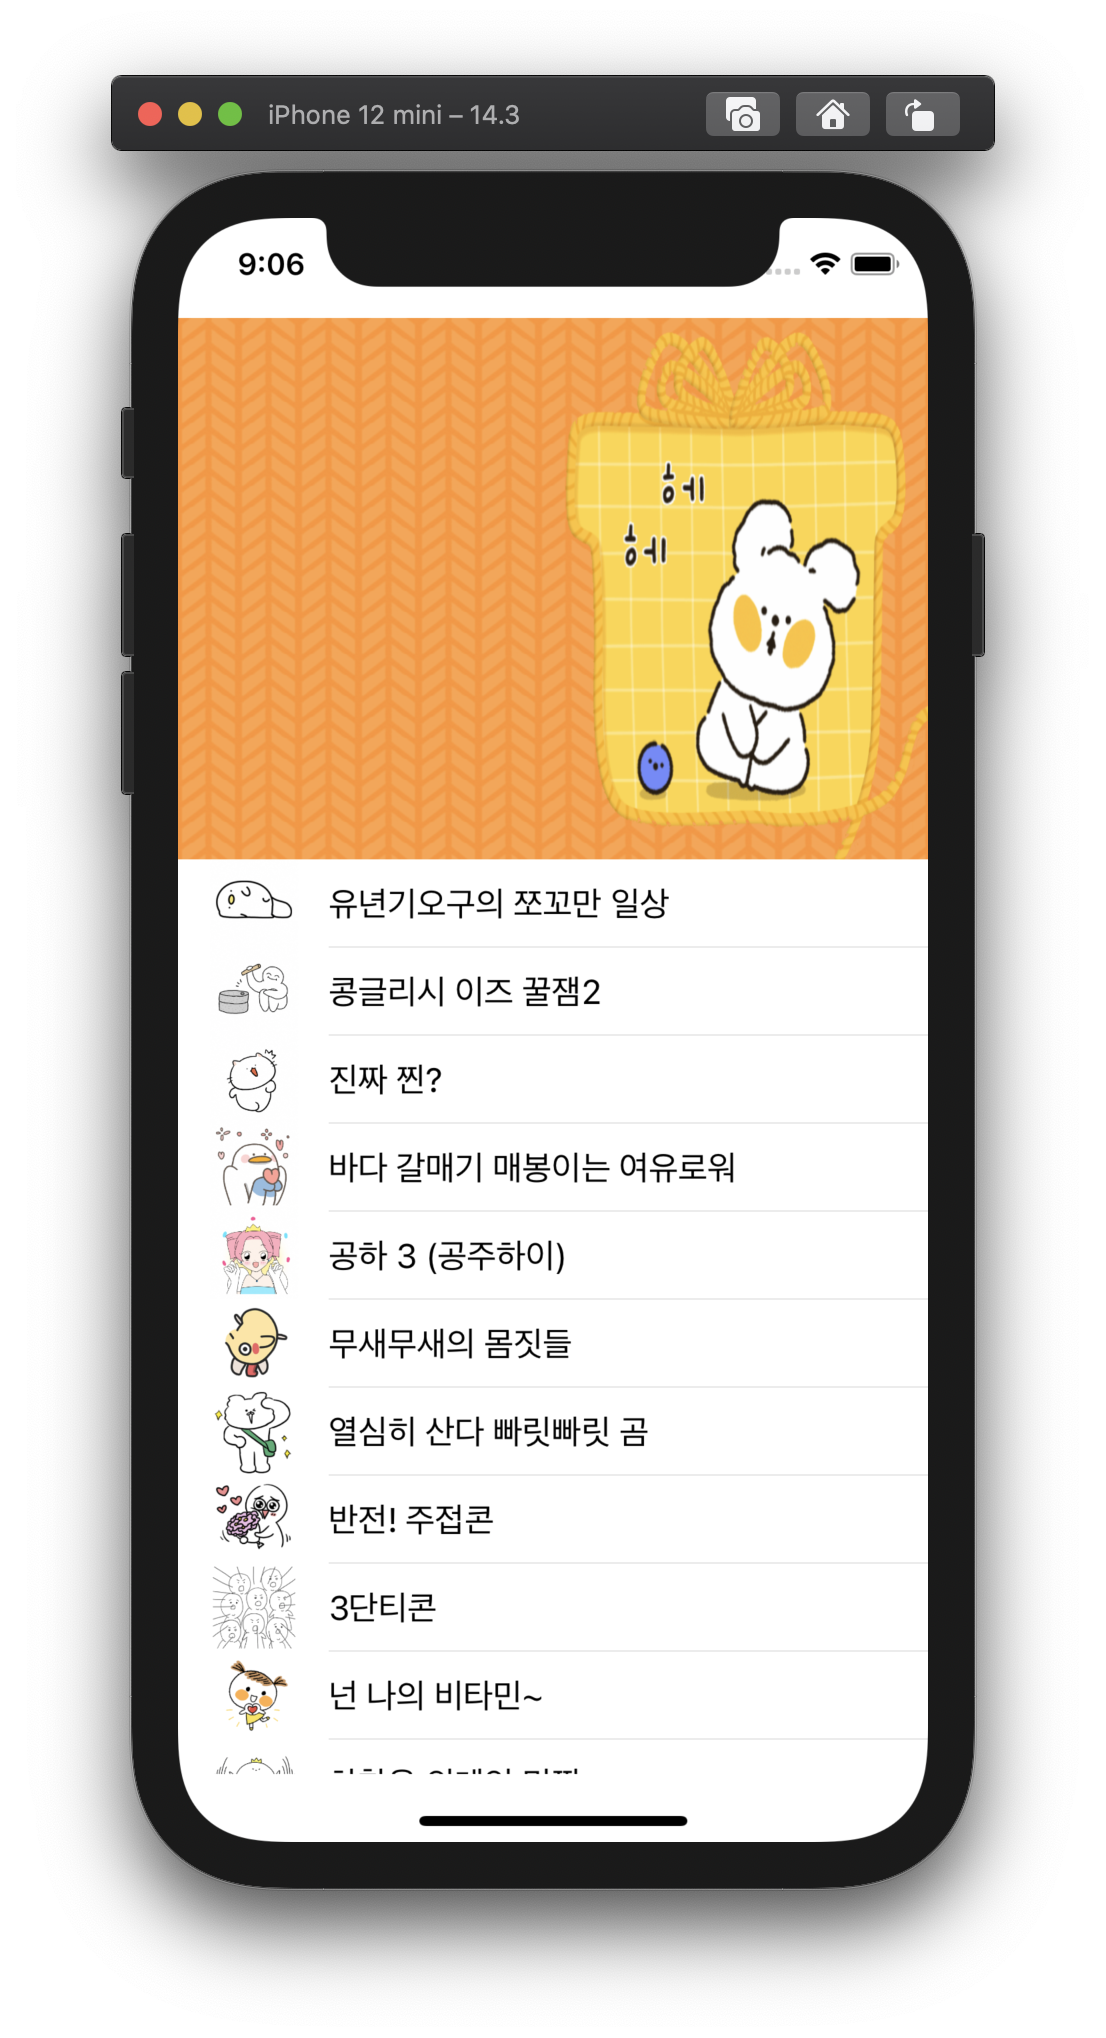 iPhone 12 mini – 14.3
9:06
헤
헤
유년기오구의 쪼꼬만 일상
콩글리시 이즈 꿀잼2
진짜 찐?
바다 갈매기 매봉이는 여유로워
공하 3 (공주하이)
무새무새의 몸짓들
열심히 산다 빠릿빠릿 곰
반전! 주접콘
3단티콘
넌 나의 비타민~